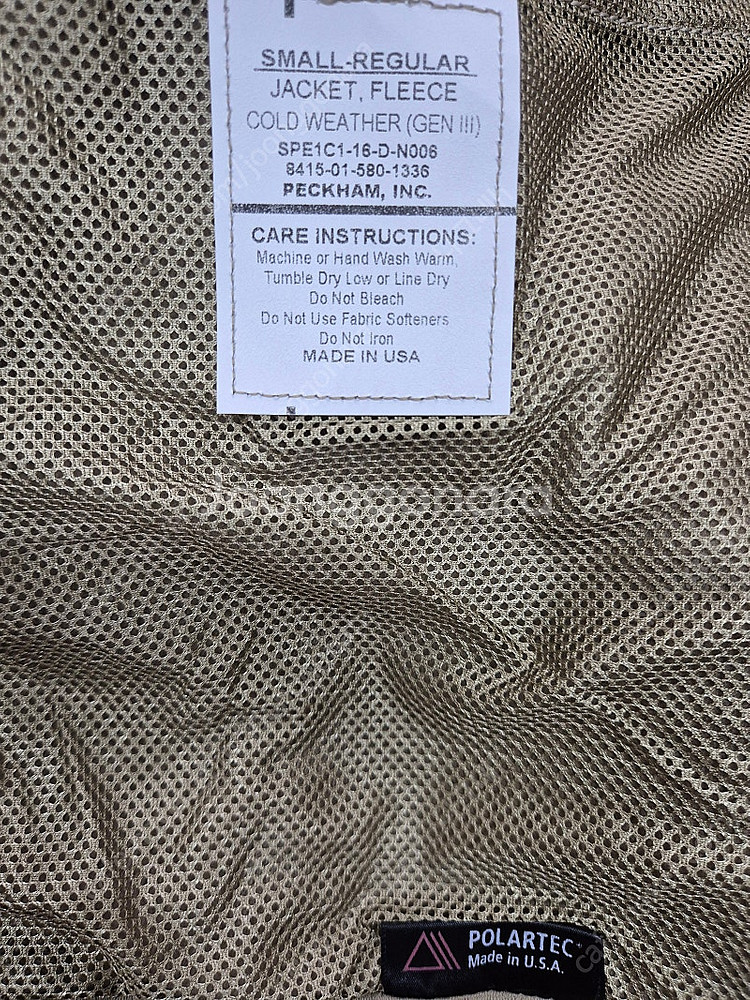 SMALL-REGULAR
JACKET, FLEECE
COLD WEATHER (GEN III)
SPE1C1-16-D-N006
8415-01-580-1336
PECKHAM, INC.
CARE INSTRUCTIONS:
Machine or Hand Wash Warm,
Tumble Dry Low or Line Dry
Do Not Bleach
Do Not Use Fabric Softeners
Do Not Iron
MADE IN USA
POLARTEC
Made in U.S.A.